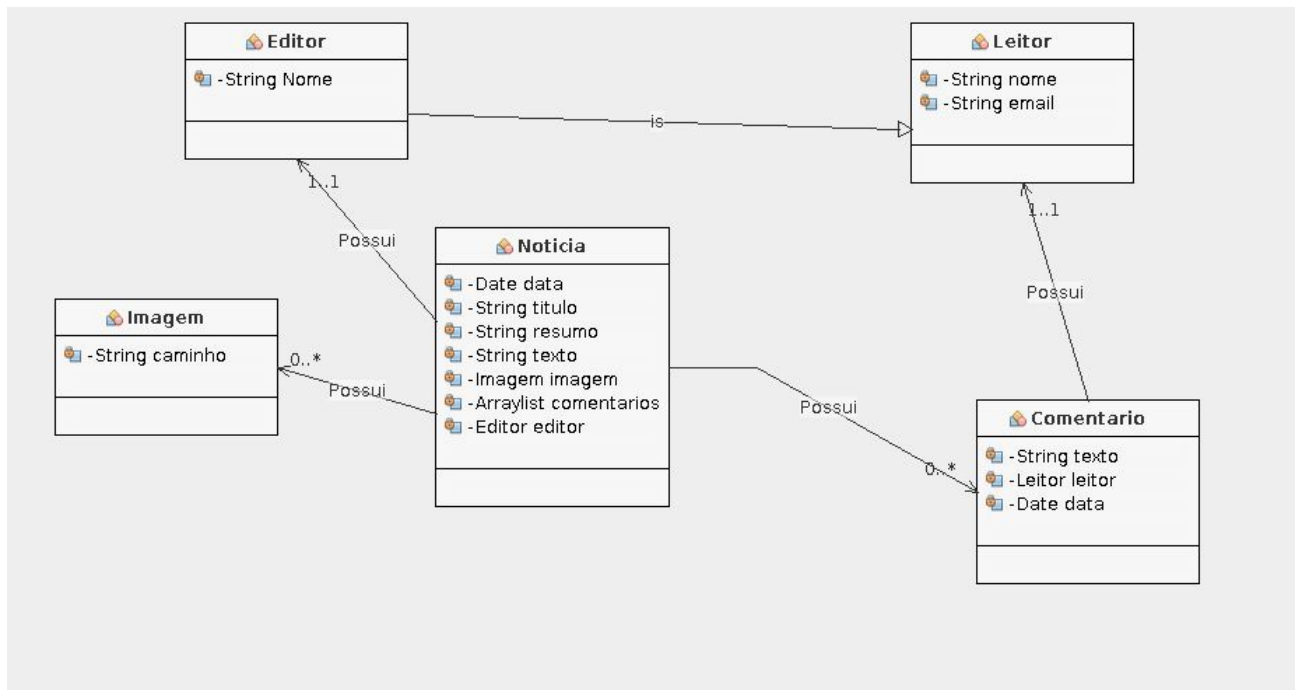 Editor
-String Nome
Leitor
-String nome
-String email
is
1..1
Possui
1..1
Possui
Noticia
-Date data
-String titulo
-String resumo
-String texto
-Imagem imagem
-Arraylist comentarios
-Editor editor
Imagem
-String caminho
0..*
Possui
Possui
0..*
Comentario
-String texto
-Leitor leitor
-Date data